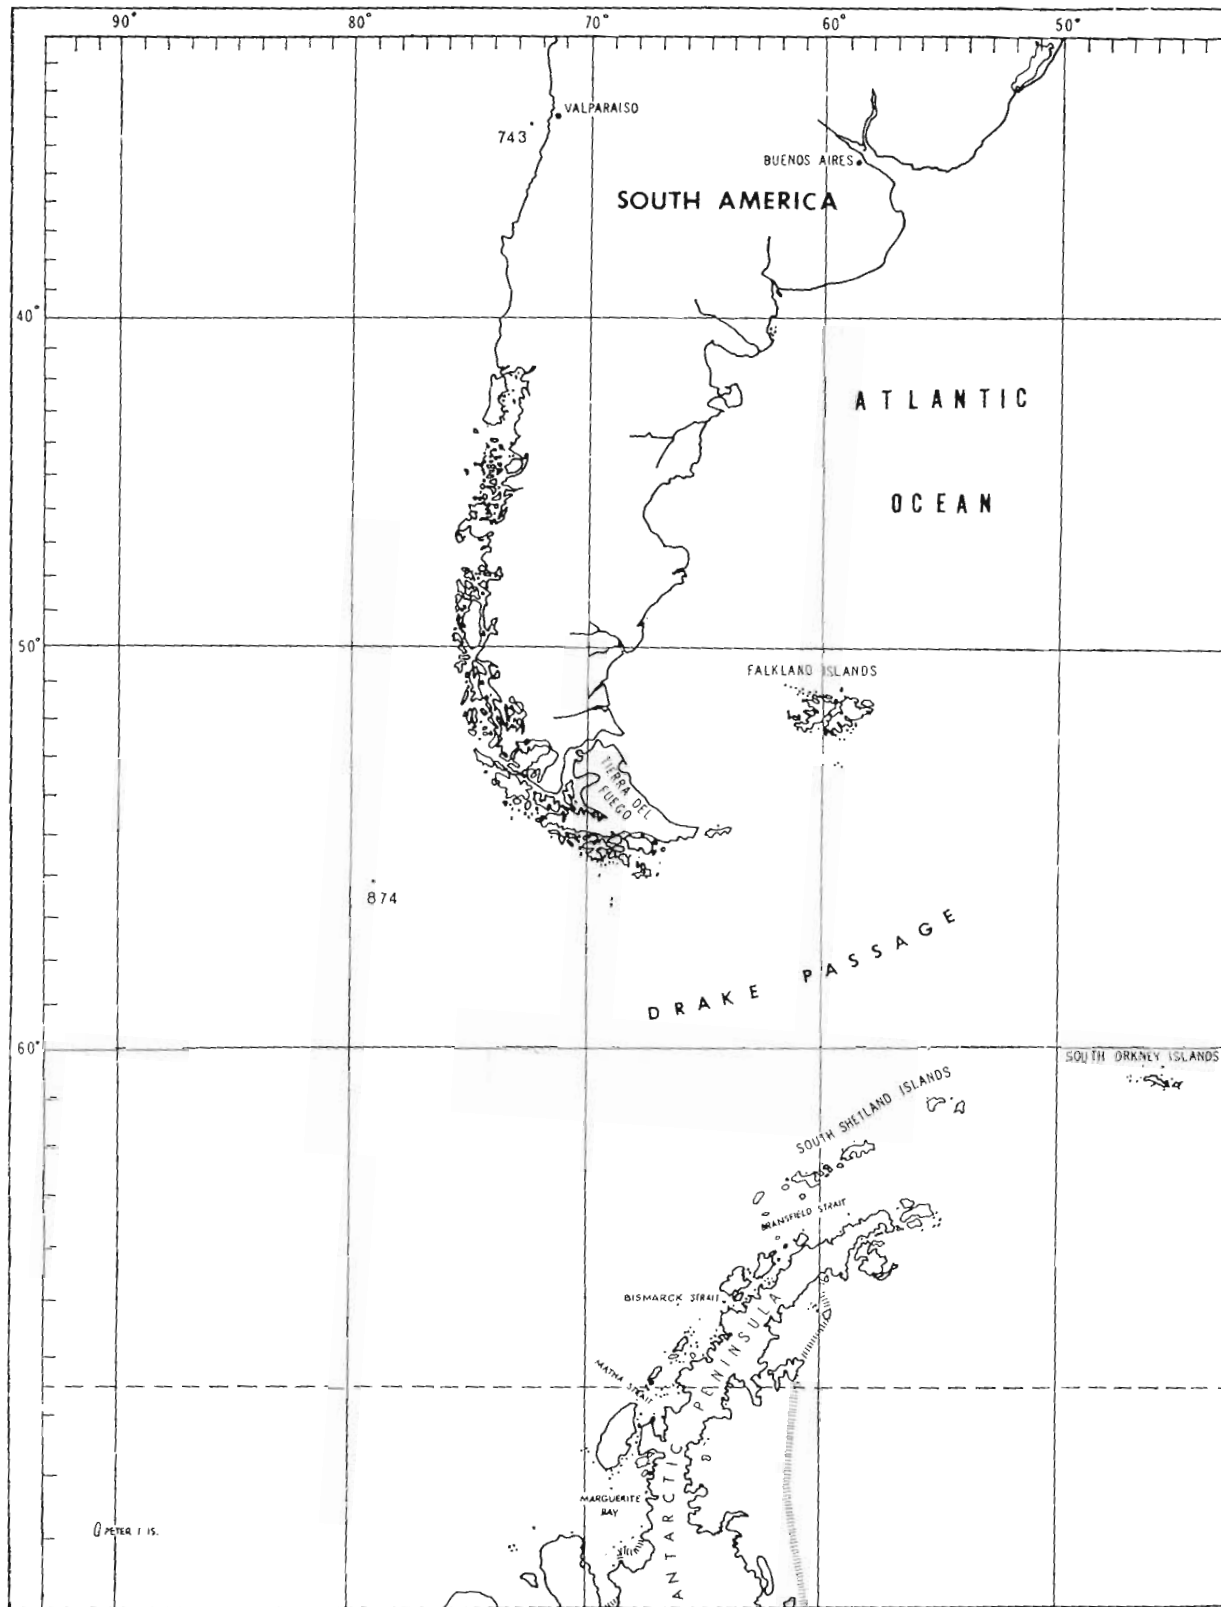 90° 80° 70° 60° 50°
VALPARAISO
743
BUENOS AIRES
SOUTH AMERICA
40°
ATLANTIC
OCEAN
50°
FALKLAND ISLANDS
TIERRA DEL
FUEGO
874
DRAKE PASSAGE
60°
SOUTH ORKNEY ISLANDS
SOUTH SHETLAND ISLANDS
BRANSFIELD STRAIT
BISMARCK STRAIT
MATHA STRAIT
ANTARCTIC PENINSULA
MARGUERITE
BAY
PETER I IS.